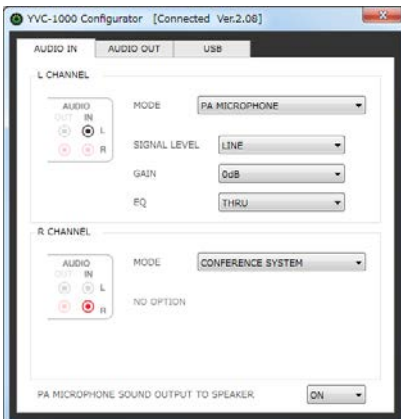 YVC-1000 Configurator [Connected Ver.2.08]
AUDIO IN AUDIO OUT USB
L CHANNEL
AUDIO
OUT IN
L
R
MODE PA MICROPHONE
SIGNAL LEVEL LINE
GAIN 0dB
EQ THRU
R CHANNEL
AUDIO
OUT IN
L
R
MODE CONFERENCE SYSTEM
NO OPTION
PA MICROPHONE SOUND OUTPUT TO SPEAKER ON